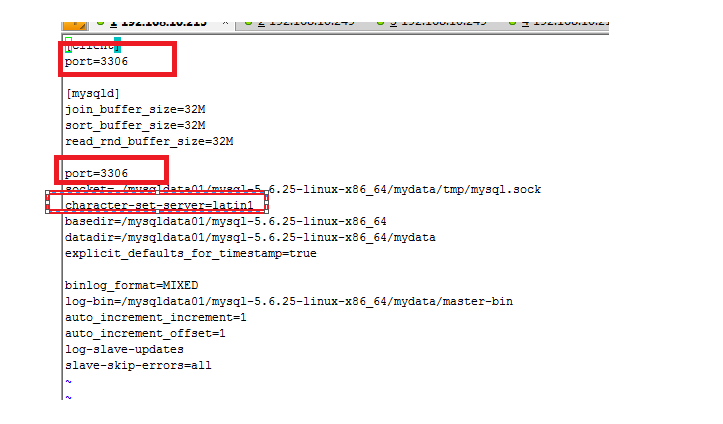 1 192.168.10.215 × 2 192.168.10.249 3 192.168.10.249 4 192.168.10.21
[client]
port=3306
[mysqld]
join_buffer_size=32M
sort_buffer_size=32M
read_rnd_buffer_size=32M
port=3306
socket=/mysqldata01/mysql-5.6.25-linux-x86_64/mydata/tmp/mysql.sock
character-set-server=latin1
basedir=/mysqldata01/mysql-5.6.25-linux-x86_64
datadir=/mysqldata01/mysql-5.6.25-linux-x86_64/mydata
explicit_defaults_for_timestamp=true
binlog_format=MIXED
log-bin=/mysqldata01/mysql-5.6.25-linux-x86_64/mydata/master-bin
auto_increment_increment=1
auto_increment_offset=1
log-slave-updates
slave-skip-errors=all
~
~